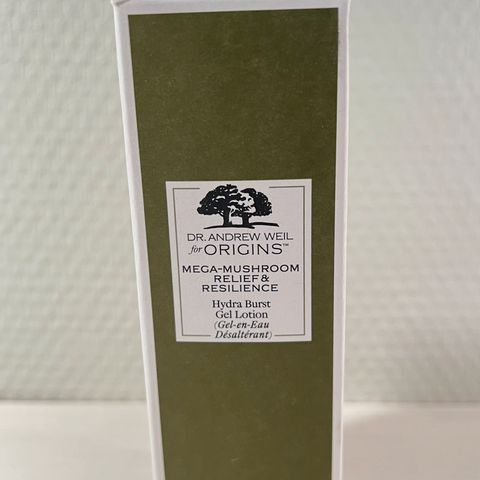 DR. ANDREW WEIL
for ORIGINS™
MEGA-MUSHROOM
RELIEF &
RESILIENCE
Hydra Burst
Gel Lotion
(Gel-en-Eau
Désaltérant)